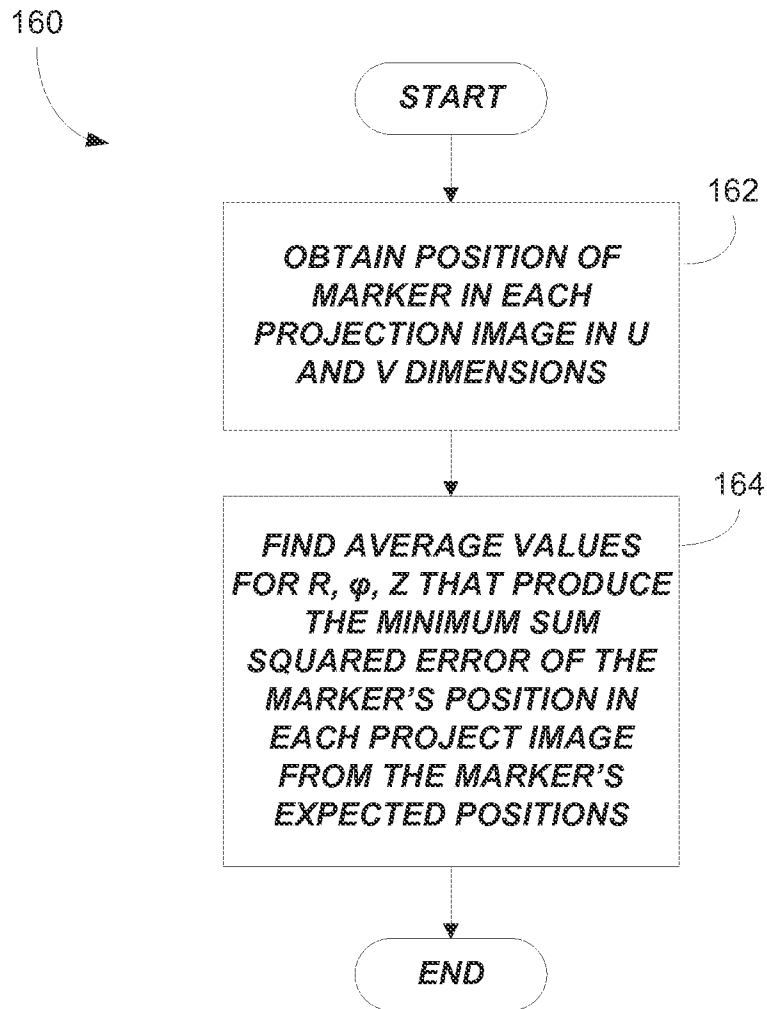 160
START
162
OBTAIN POSITION OF
MARKER IN EACH
PROJECTION IMAGE IN U
AND V DIMENSIONS
164
FIND AVERAGE VALUES
FOR R, φ, Z THAT PRODUCE
THE MINIMUM SUM
SQUARED ERROR OF THE
MARKER’S POSITION IN
EACH PROJECT IMAGE
FROM THE MARKER’S
EXPECTED POSITIONS
END